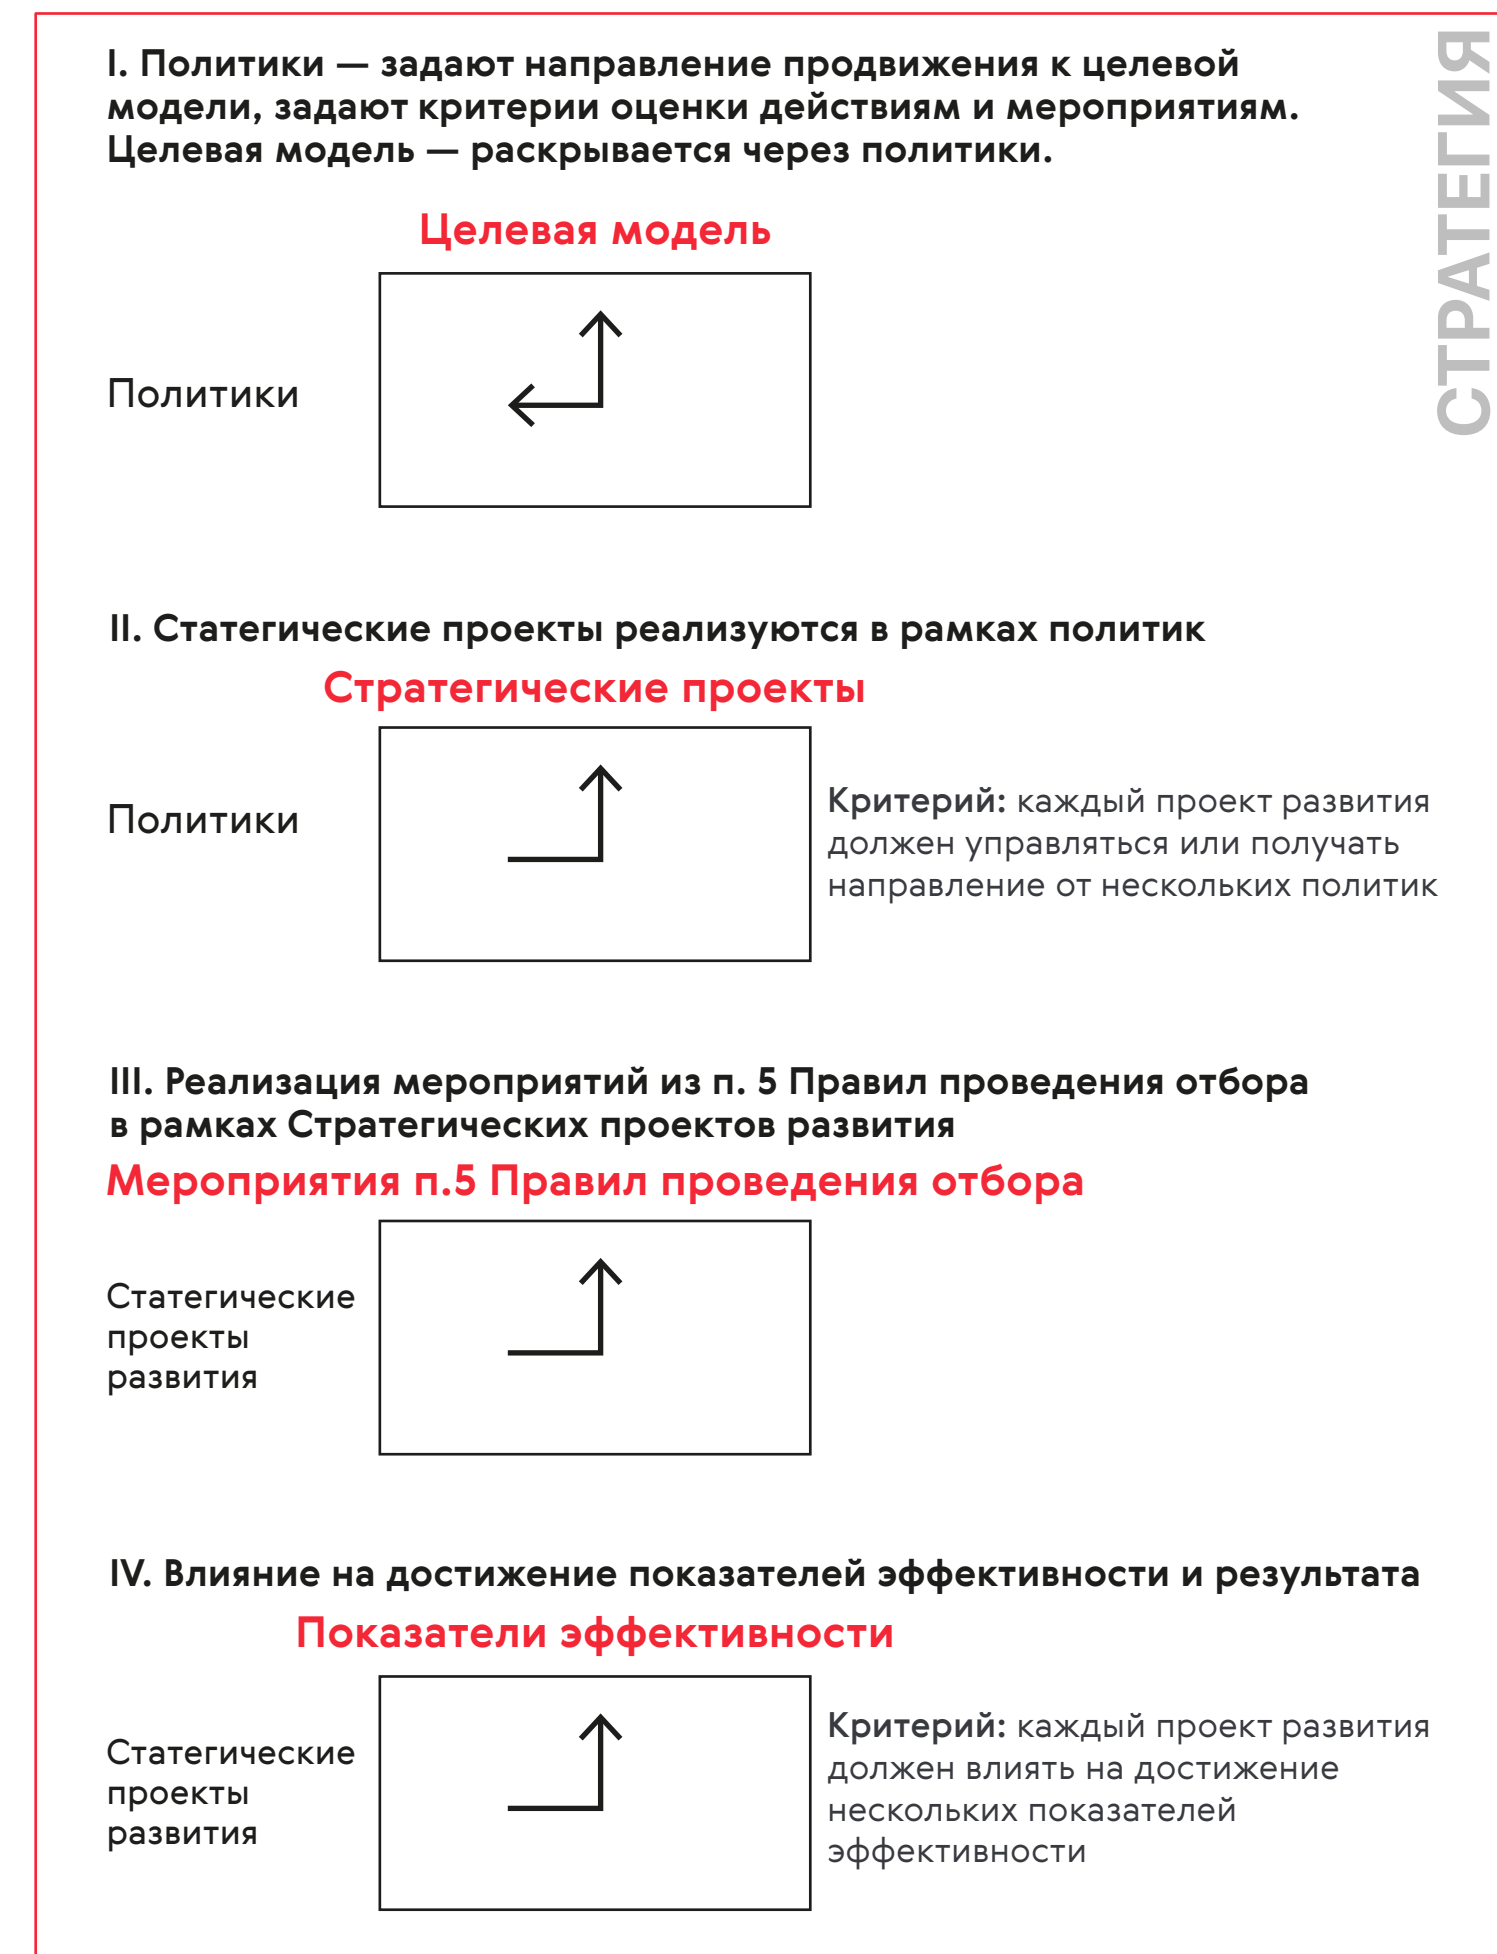 СТРАТЕГИЯ
I. Политики — задают направление продвижения к целевой
модели, задают критерии оценки действиям и мероприятиям.
Целевая модель — раскрывается через политики.
Целевая модель
Политики
II. Статегические проекты реализуются в рамках политик
Стратегические проекты
Политики
Критерий: каждый проект развития
должен управляться или получать
направление от нескольких политик
III. Реализация мероприятий из п. 5 Правил проведения отбора
в рамках Стратегических проектов развития
Мероприятия п.5 Правил проведения отбора
Статегические
проекты
развития
IV. Влияние на достижение показателей эффективности и результата
Показатели эффективности
Статегические
проекты
развития
Критерий: каждый проект развития
должен влиять на достижение
нескольких показателей
эффективности